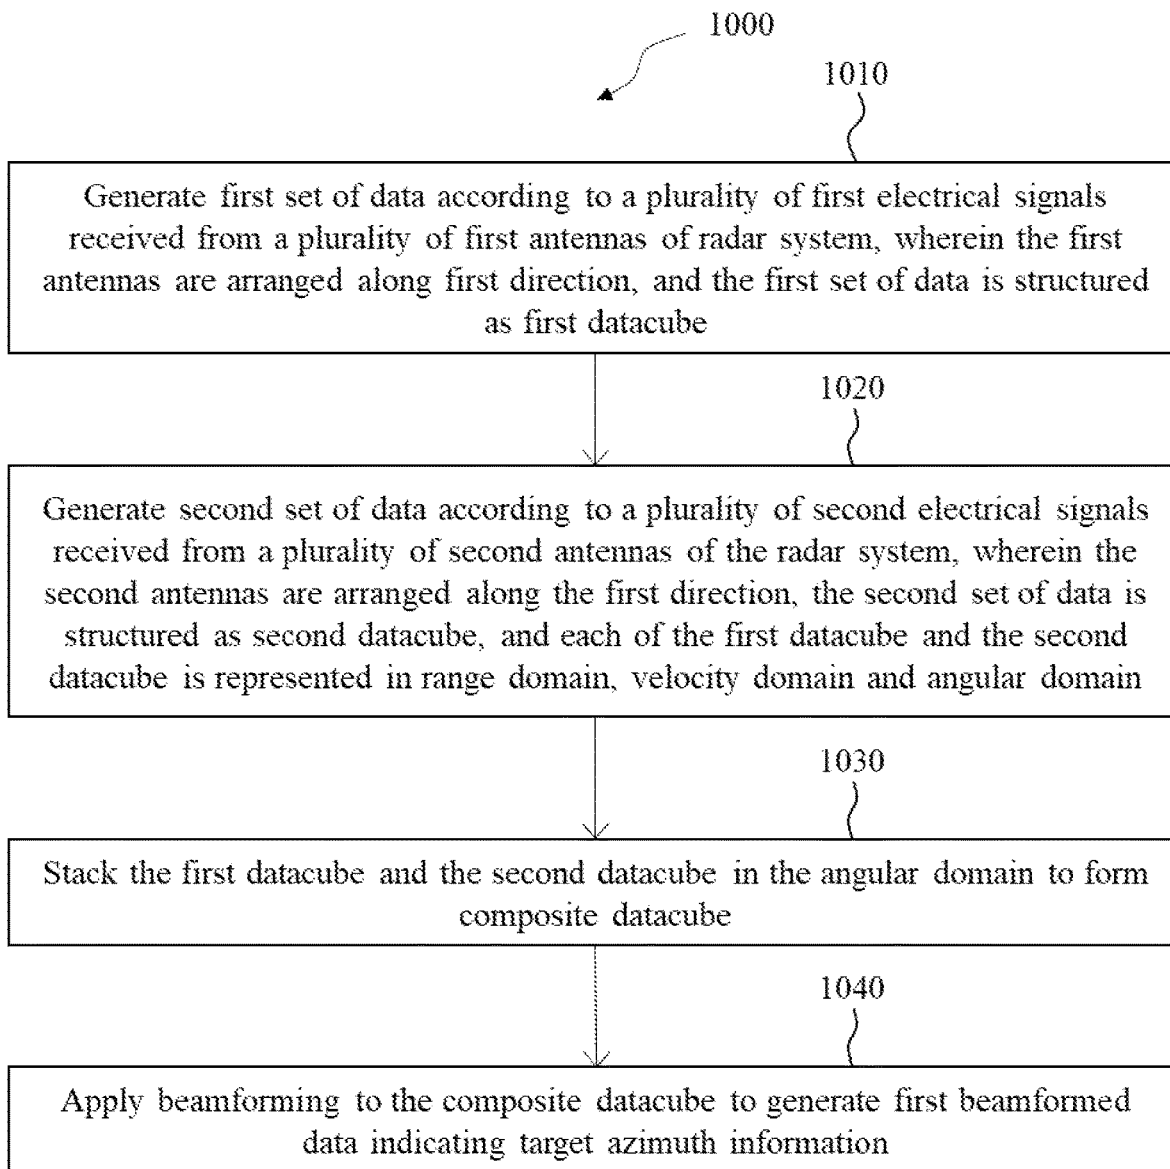 1000
1010
Generate first set of data according to a plurality of first electrical signals
received from a plurality of first antennas of radar system, wherein the first
antennas are arranged along first direction, and the first set of data is structured
as first datacube
1020
Generate second set of data according to a plurality of second electrical signals
received from a plurality of second antennas of the radar system, wherein the
second antennas are arranged along the first direction, the second set of data is
structured as second datacube, and each of the first datacube and the second
datacube is represented in range domain, velocity domain and angular domain
1030
Stack the first datacube and the second datacube in the angular domain to form
composite datacube
1040
Apply beamforming to the composite datacube to generate first beamformed
data indicating target azimuth information